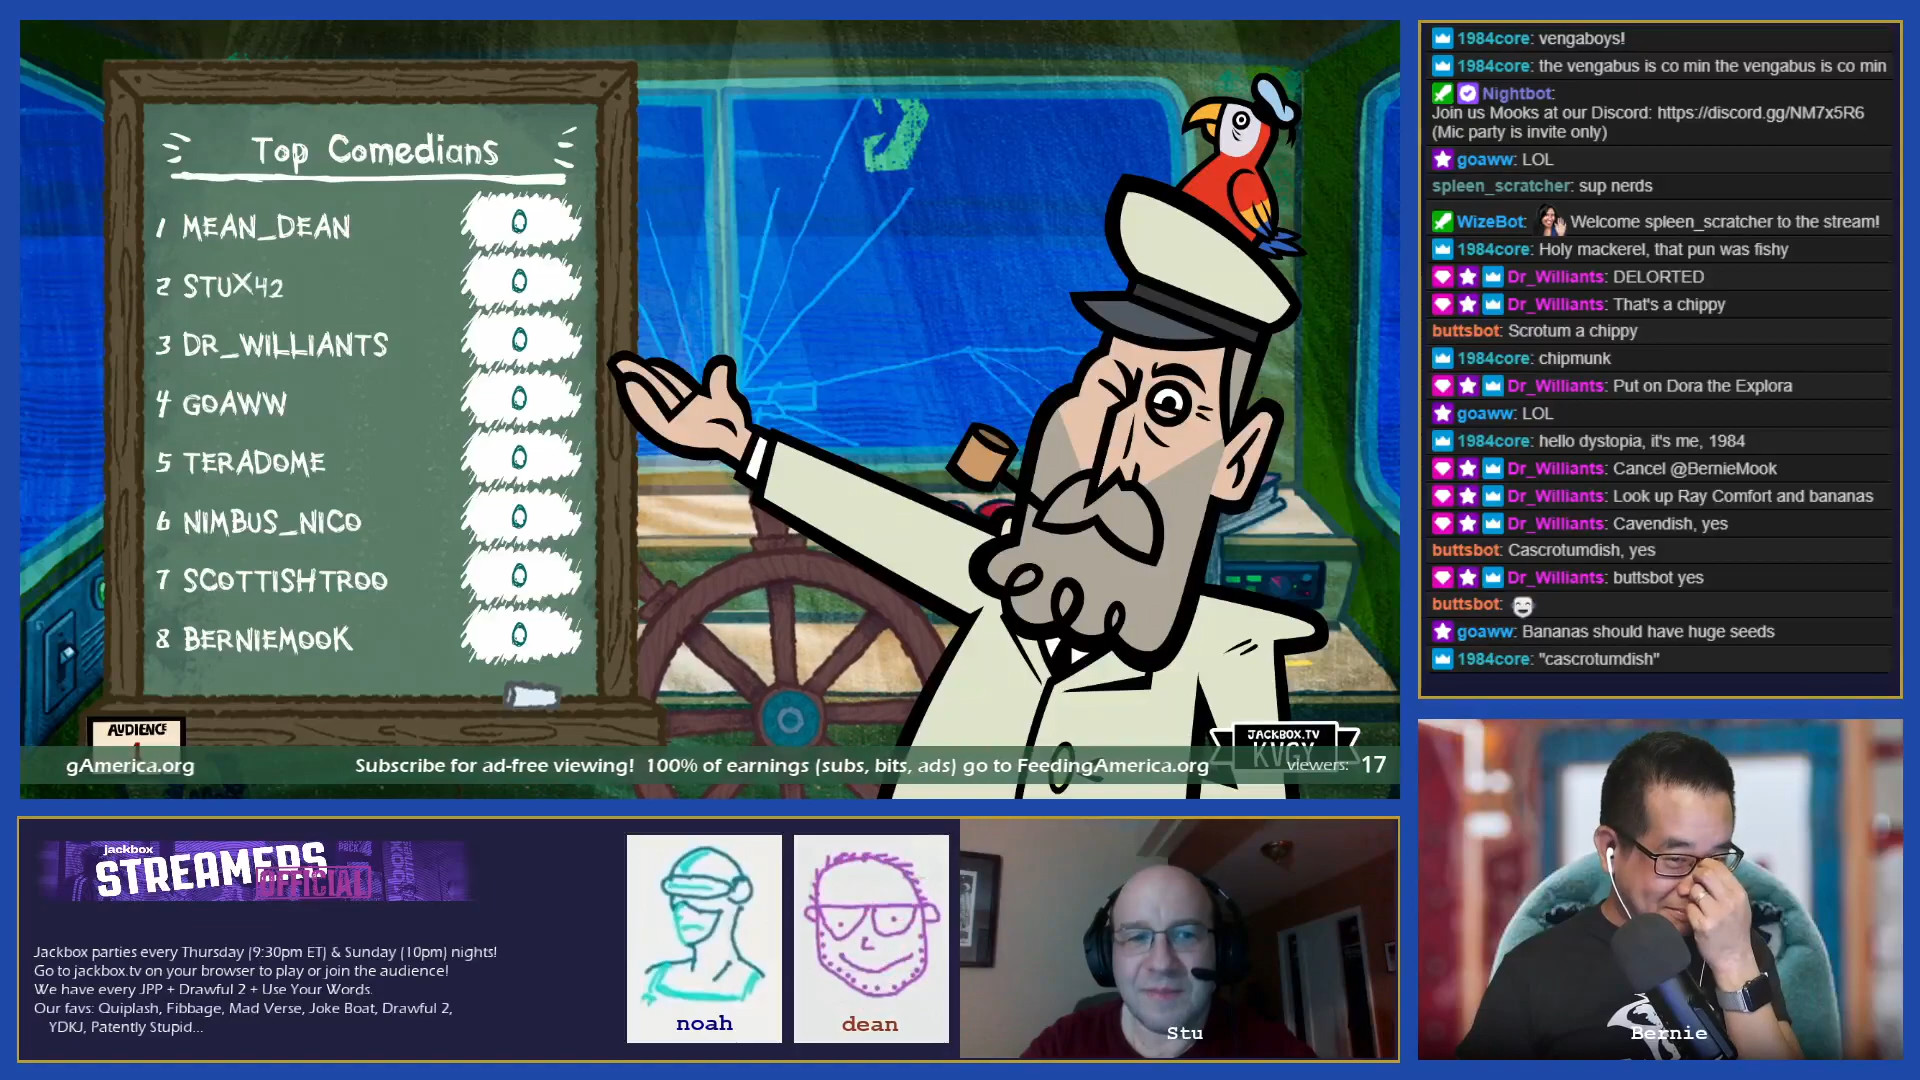 Top Comedians
1 MEAN_DEAN 0
2 STUX42 0
3 DR_WILLIANTS 0
4 GOAWW 0
5 TERADOME 0
6 NIMBUS_NICO 0
7 SCOTTISHTROO 0
8 BERNIEMOOK 0
AUDIENCE
JACKBOX.TV
KVGY
gAmerica.org Subscribe for ad-free viewing! 100% of earnings (subs, bits, ads) go to FeedingAmerica.org viewers: 17
1984core: vengaboys!
1984core: the vengabus is co min the vengabus is co min
Nightbot:
Join us Mooks at our Discord: https://discord.gg/NM7x5R6
(Mic party is invite only)
goaww: LOL
spleen_scratcher: sup nerds
WizeBot: Welcome spleen_scratcher to the stream!
1984core: Holy mackerel, that pun was fishy
Dr_Williants: DELORTED
Dr_Williants: That's a chippy
buttsbot: Scrotum a chippy
1984core: chipmunk
Dr_Williants: Put on Dora the Explora
goaww: LOL
1984core: hello dystopia, it's me, 1984
Dr_Williants: Cancel @BernieMook
Dr_Williants: Look up Ray Comfort and bananas
Dr_Williants: Cavendish, yes
buttsbot: Cascrotumdish, yes
Dr_Williants: buttsbot yes
buttsbot:
goaww: Bananas should have huge seeds
1984core: "cascrotumdish"
jackbox
STREAMERS
OFFICIAL
Jackbox parties every Thursday (9:30pm ET) & Sunday (10pm) nights!
Go to jackbox.tv on your browser to play or join the audience!
We have every JPP + Drawful 2 + Use Your Words.
Our favs: Quiplash, Fibbage, Mad Verse, Joke Boat, Drawful 2,
YDKJ, Patently Stupid...
noah
dean
Stu
Bernie